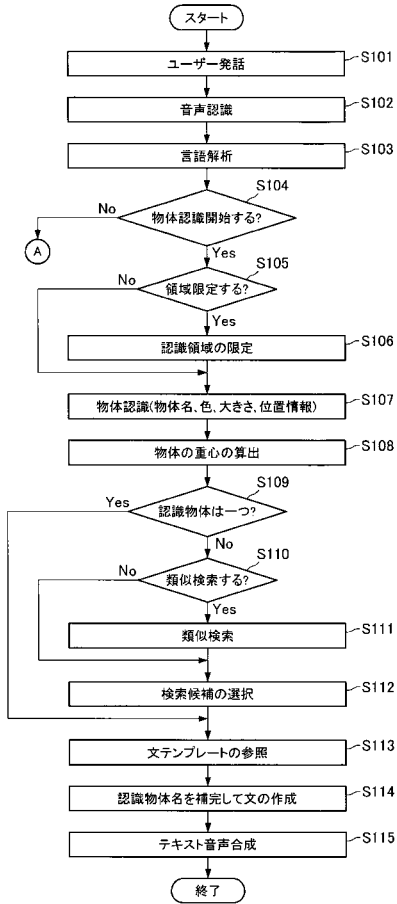 スタート
ユーザー発話
S101
音声認識
S102
言語解析
S103
物体認識開始する?
S104
No
A
Yes
領域限定する?
S105
No
Yes
認識領域の限定
S106
物体認識(物体名、色、大きさ、位置情報)
S107
物体の重心の算出
S108
認識物体は一つ?
S109
Yes
No
類似検索する?
S110
No
Yes
類似検索
S111
検索候補の選択
S112
文テンプレートの参照
S113
認識物体名を補完して文の作成
S114
テキスト音声合成
S115
終了